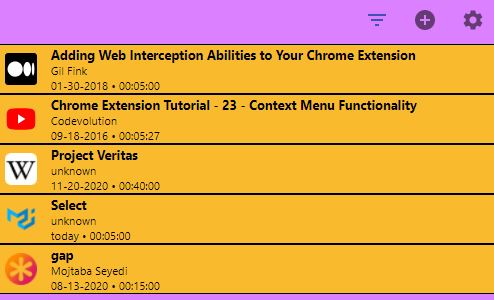 Adding Web Interception Abilities to Your Chrome Extension
Gil Fink
01-30-2018 • 00:05:00
Chrome Extension Tutorial - 23 - Context Menu Functionality
Codevolution
09-18-2016 • 00:05:27
W
Project Veritas
unknown
11-20-2020 • 00:40:00
Select
unknown
today • 00:05:00
gap
Mojtaba Seyedi
08-13-2020 • 00:15:00